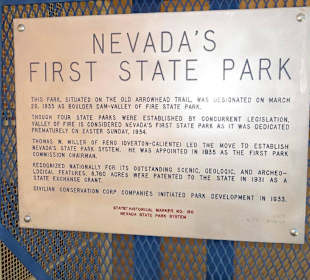 NEVADA'S
FIRST STATE PARK
THIS PARK, SITUATED ON THE OLD ARROWHEAD TRAIL, WAS DESIGNATED ON MARCH
26, 1935 AS BOULDER DAM-VALLEY OF FIRE STATE PARK.
THOUGH FOUR STATE PARKS WERE ESTABLISHED BY CONCURRENT LEGISLATION,
VALLEY OF FIRE IS CONSIDERED NEVADA'S FIRST STATE PARK AS IT WAS DEDICATED
PREMATURELY ON EASTER SUNDAY, 1934.
THOMAS W. MILLER OF RENO (OVERTON-CALIENTE) LED THE MOVE TO ESTABLISH
NEVADA'S STATE PARK SYSTEM. HE WAS APPOINTED IN 1935 AS THE FIRST PARK
COMMISSION CHAIRMAN.
RECOGNIZED NATIONALLY FOR ITS OUTSTANDING SCENIC, GEOLOGIC, AND ARCHEO-
LOGICAL FEATURES, 8,760 ACRES WERE PATENTED TO THE STATE IN 1931 AS A
STATE EXCHANGE GRANT.
CIVILIAN CONSERVATION CORP. COMPANIES INITIATED PARK DEVELOPMENT IN 1933.
STATE HISTORICAL MARKER NO. 150
NEVADA STATE PARK SYSTEM